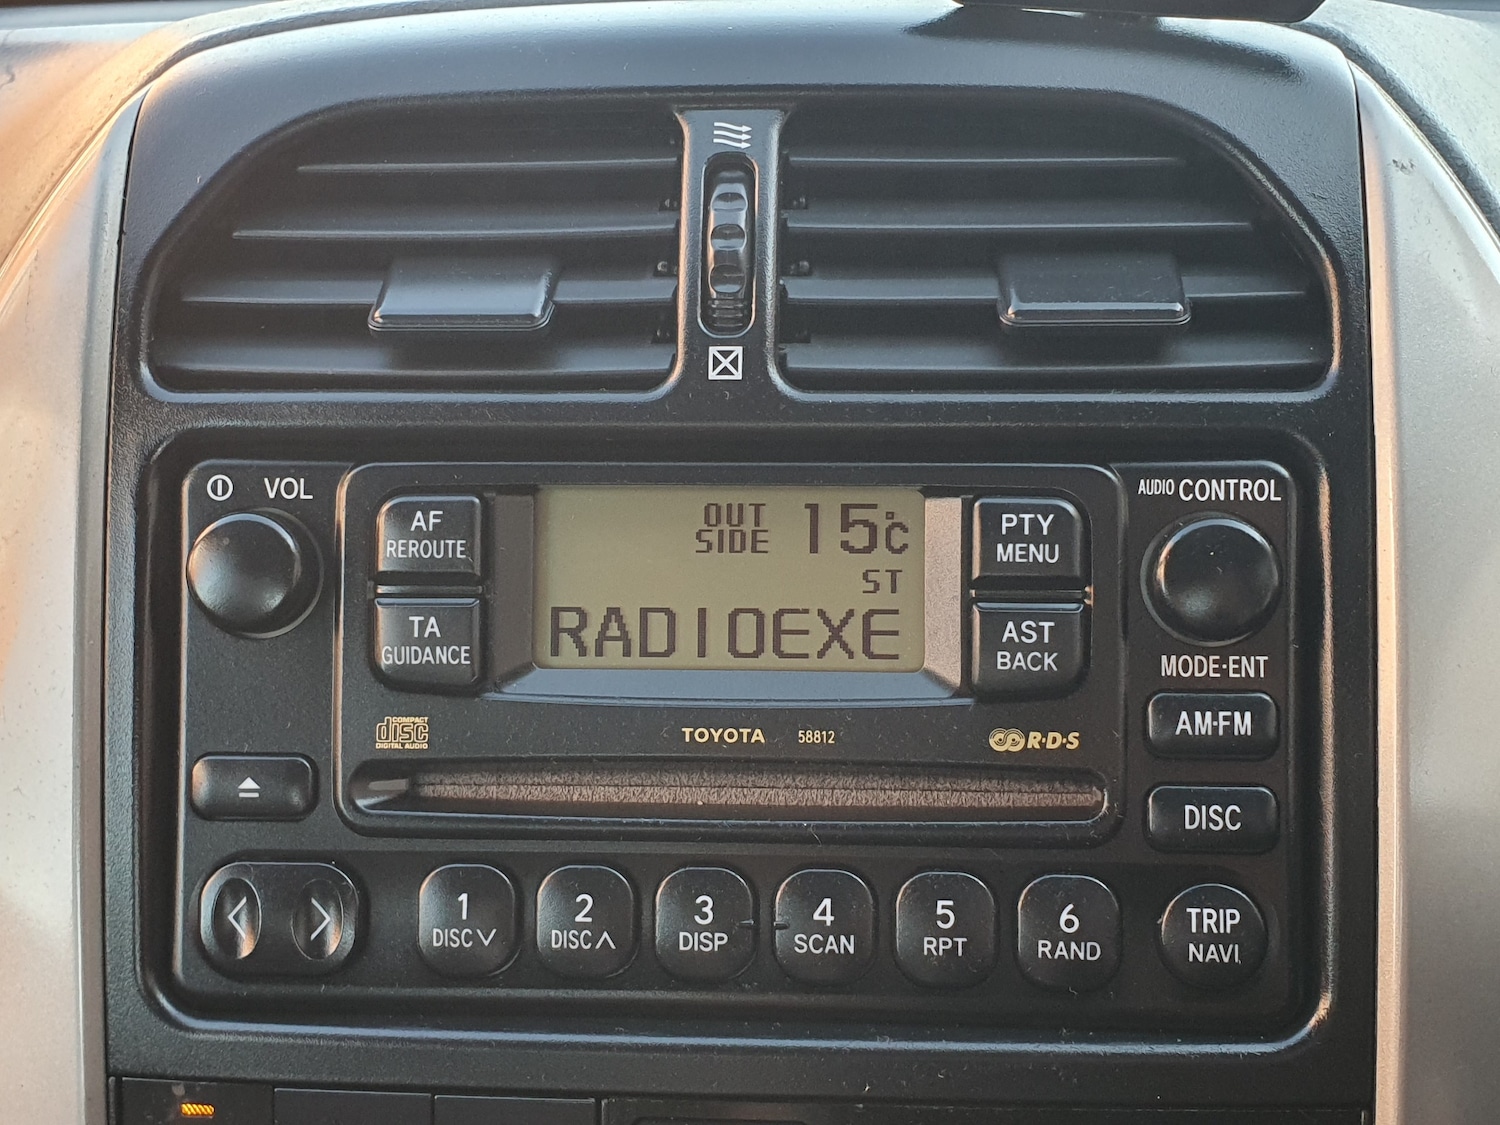 VOL
AUDIO CONTROL
AF
REROUTE
OUT
SIDE
15°C
PTY
MENU
ST
TA
GUIDANCE
RADIOEXE
AST
BACK
MODE·ENT
COMPACT
disc
DIGITAL AUDIO
TOYOTA 58812
R·D·S
AM·FM
DISC
1
DISC
2
DISC
3
DISP
4
SCAN
5
RPT
6
RAND
TRIP
NAVI